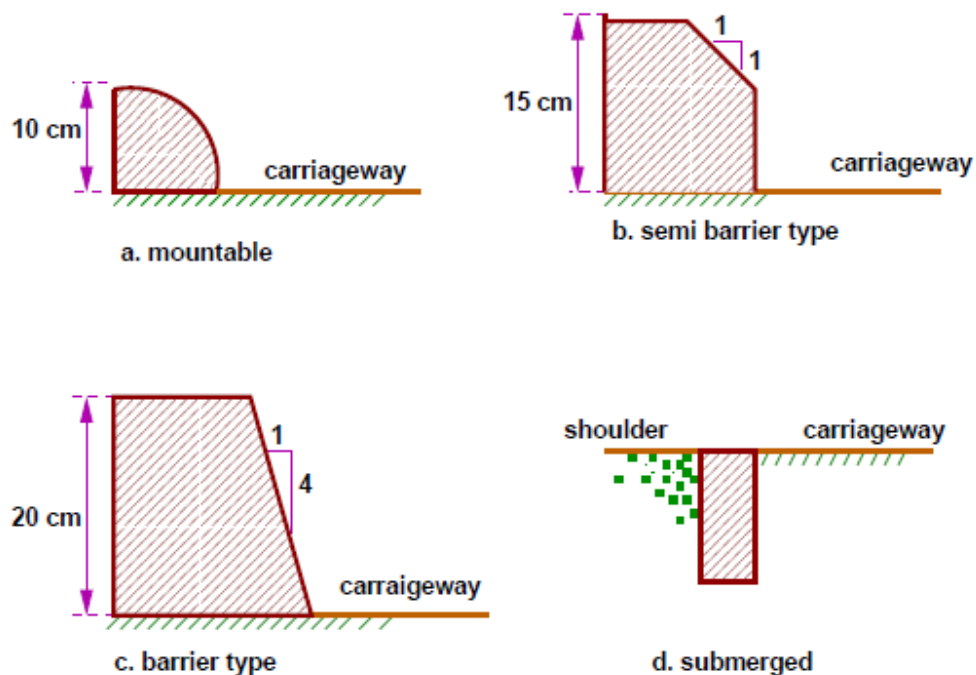 10 cm
carriageway
a. mountable
1
1
15 cm
carriageway
b. semi barrier type
1
4
20 cm
carraigeway
c. barrier type
shoulder
carriageway
d. submerged